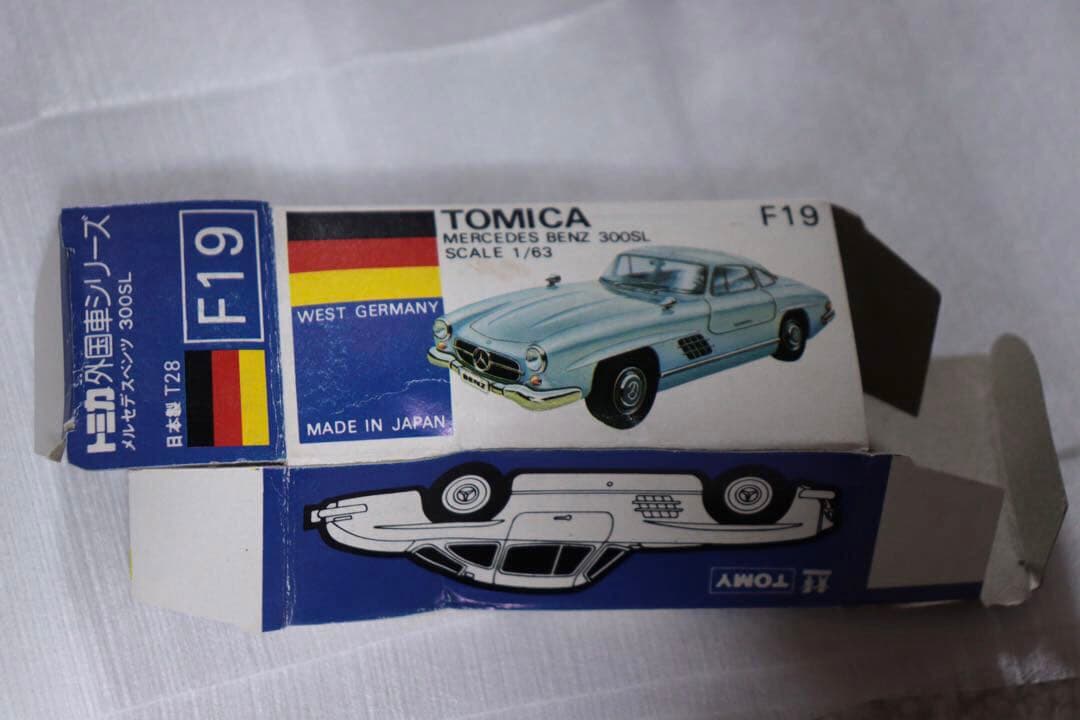 トミカ外国車シリーズ
メルセデスベンツ 300SL
日本製 T28
F19
TOMICA
MERCEDES BENZ 300SL
SCALE 1/63
F19
WEST GERMANY
MADE IN JAPAN
BENZ
TOMY